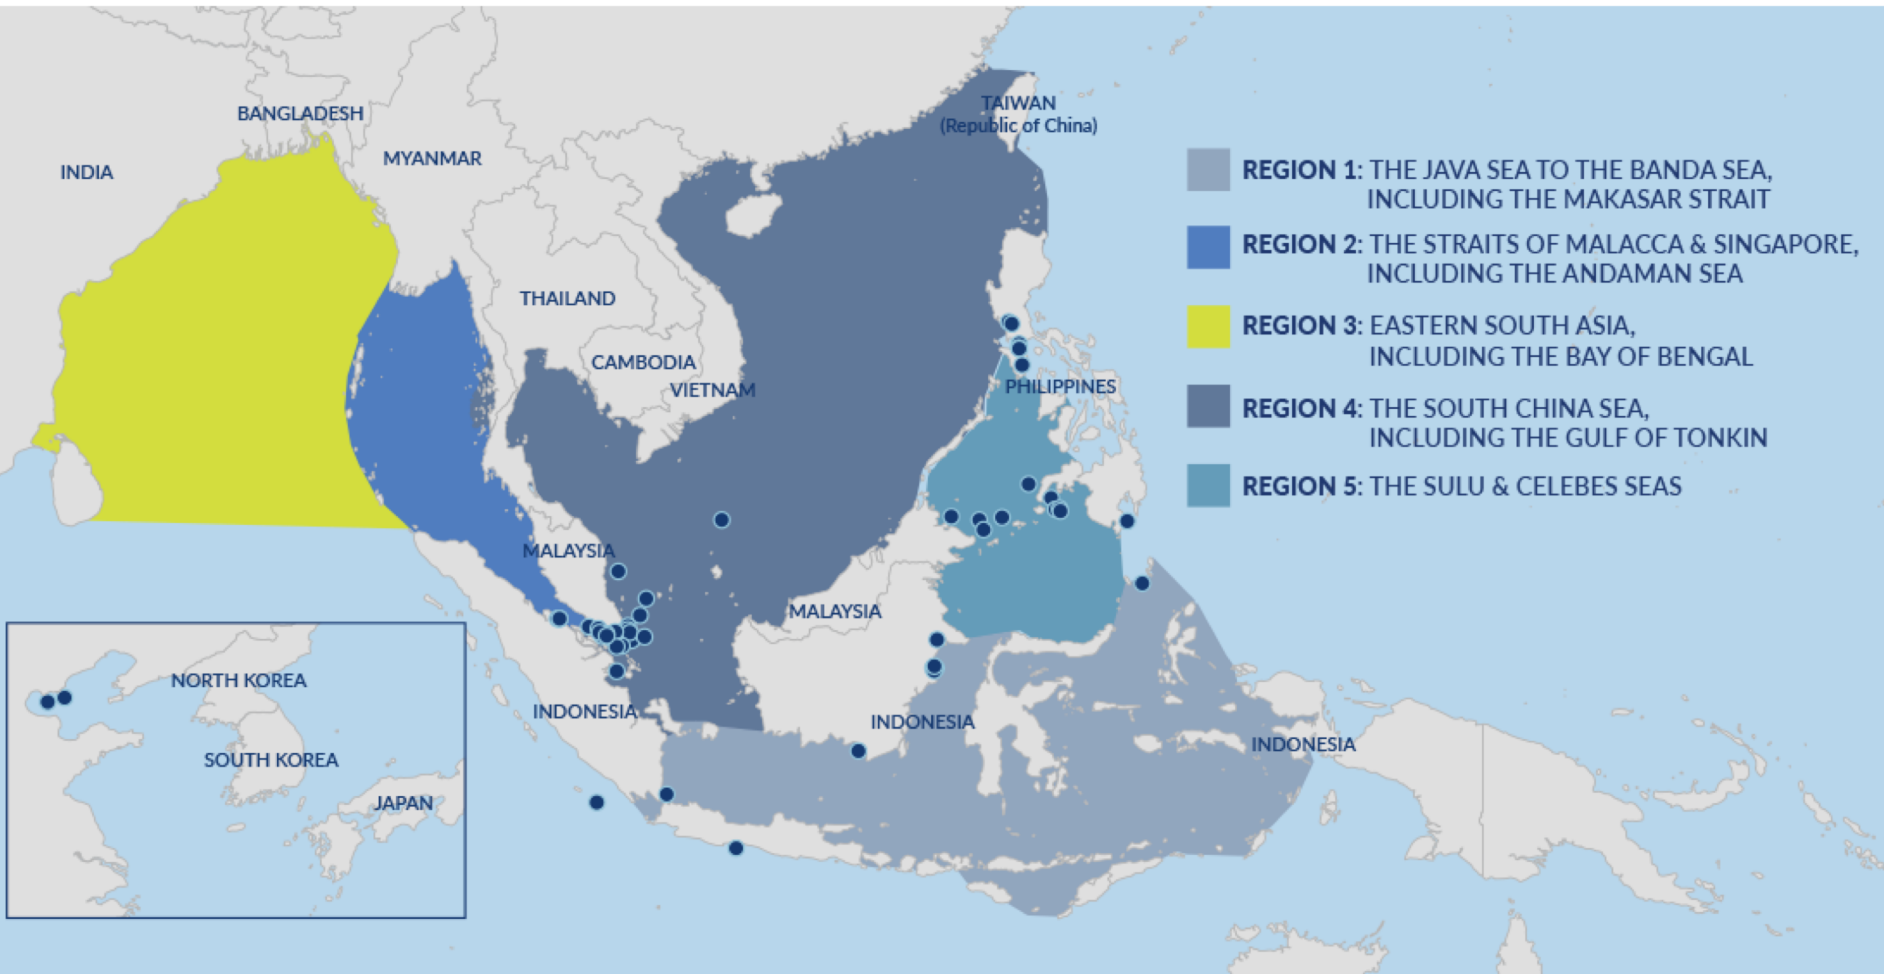 BANGLADESH
INDIA
MYANMAR
TAIWAN
(Republic of China)
THAILAND
CAMBODIA
VIETNAM
PHILIPPINES
MALAYSIA
MALAYSIA
INDONESIA
INDONESIA
INDONESIA
NORTH KOREA
SOUTH KOREA
JAPAN
REGION 1: THE JAVA SEA TO THE BANDA SEA,
INCLUDING THE MAKASAR STRAIT
REGION 2: THE STRAITS OF MALACCA & SINGAPORE,
INCLUDING THE ANDAMAN SEA
REGION 3: EASTERN SOUTH ASIA,
INCLUDING THE BAY OF BENGAL
REGION 4: THE SOUTH CHINA SEA,
INCLUDING THE GULF OF TONKIN
REGION 5: THE SULU & CELEBES SEAS